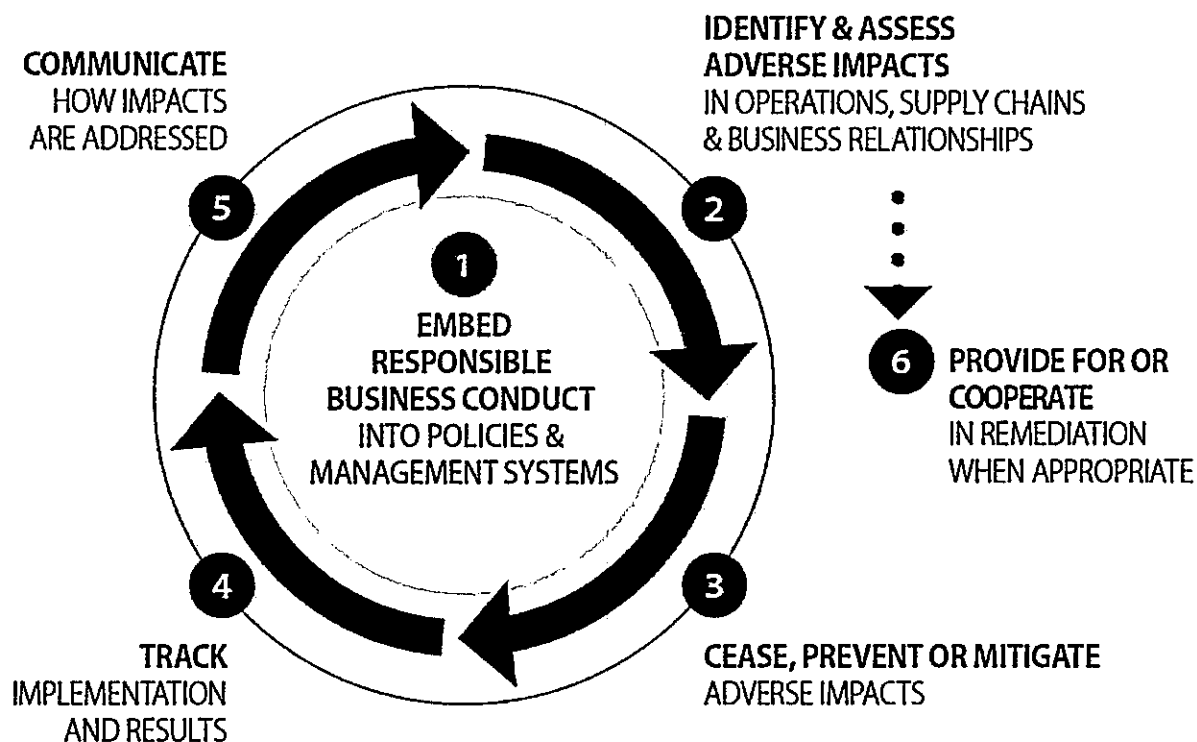 COMMUNICATE
HOW IMPACTS
ARE ADDRESSED
5
IDENTIFY & ASSESS
ADVERSE IMPACTS
IN OPERATIONS, SUPPLY CHAINS
& BUSINESS RELATIONSHIPS
2
1
EMBED
RESPONSIBLE
BUSINESS CONDUCT
INTO POLICIES &
MANAGEMENT SYSTEMS
6
PROVIDE FOR OR
COOPERATE
IN REMEDIATION
WHEN APPROPRIATE
4
TRACK
IMPLEMENTATION
AND RESULTS
3
CEASE, PREVENT OR MITIGATE
ADVERSE IMPACTS